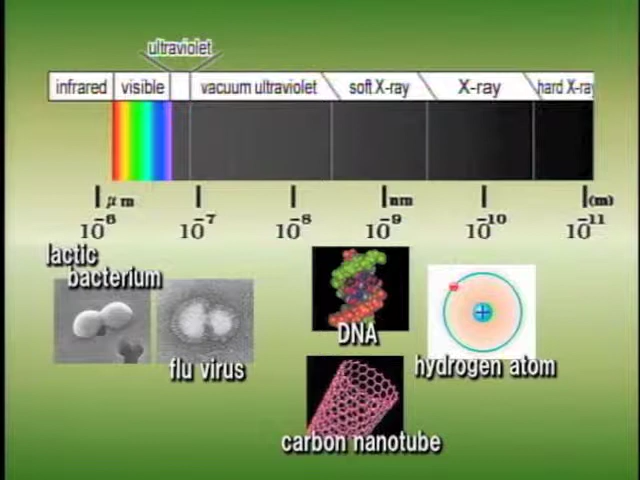 ultraviolet
infrared visible vacuum ultraviolet soft X-ray X-ray hard X-ray
μm nm (m)
10⁻⁶ 10⁻⁷ 10⁻⁸ 10⁻⁹ 10⁻¹⁰ 10⁻¹¹
lactic
bacterium
flu virus
DNA
hydrogen atom
carbon nanotube